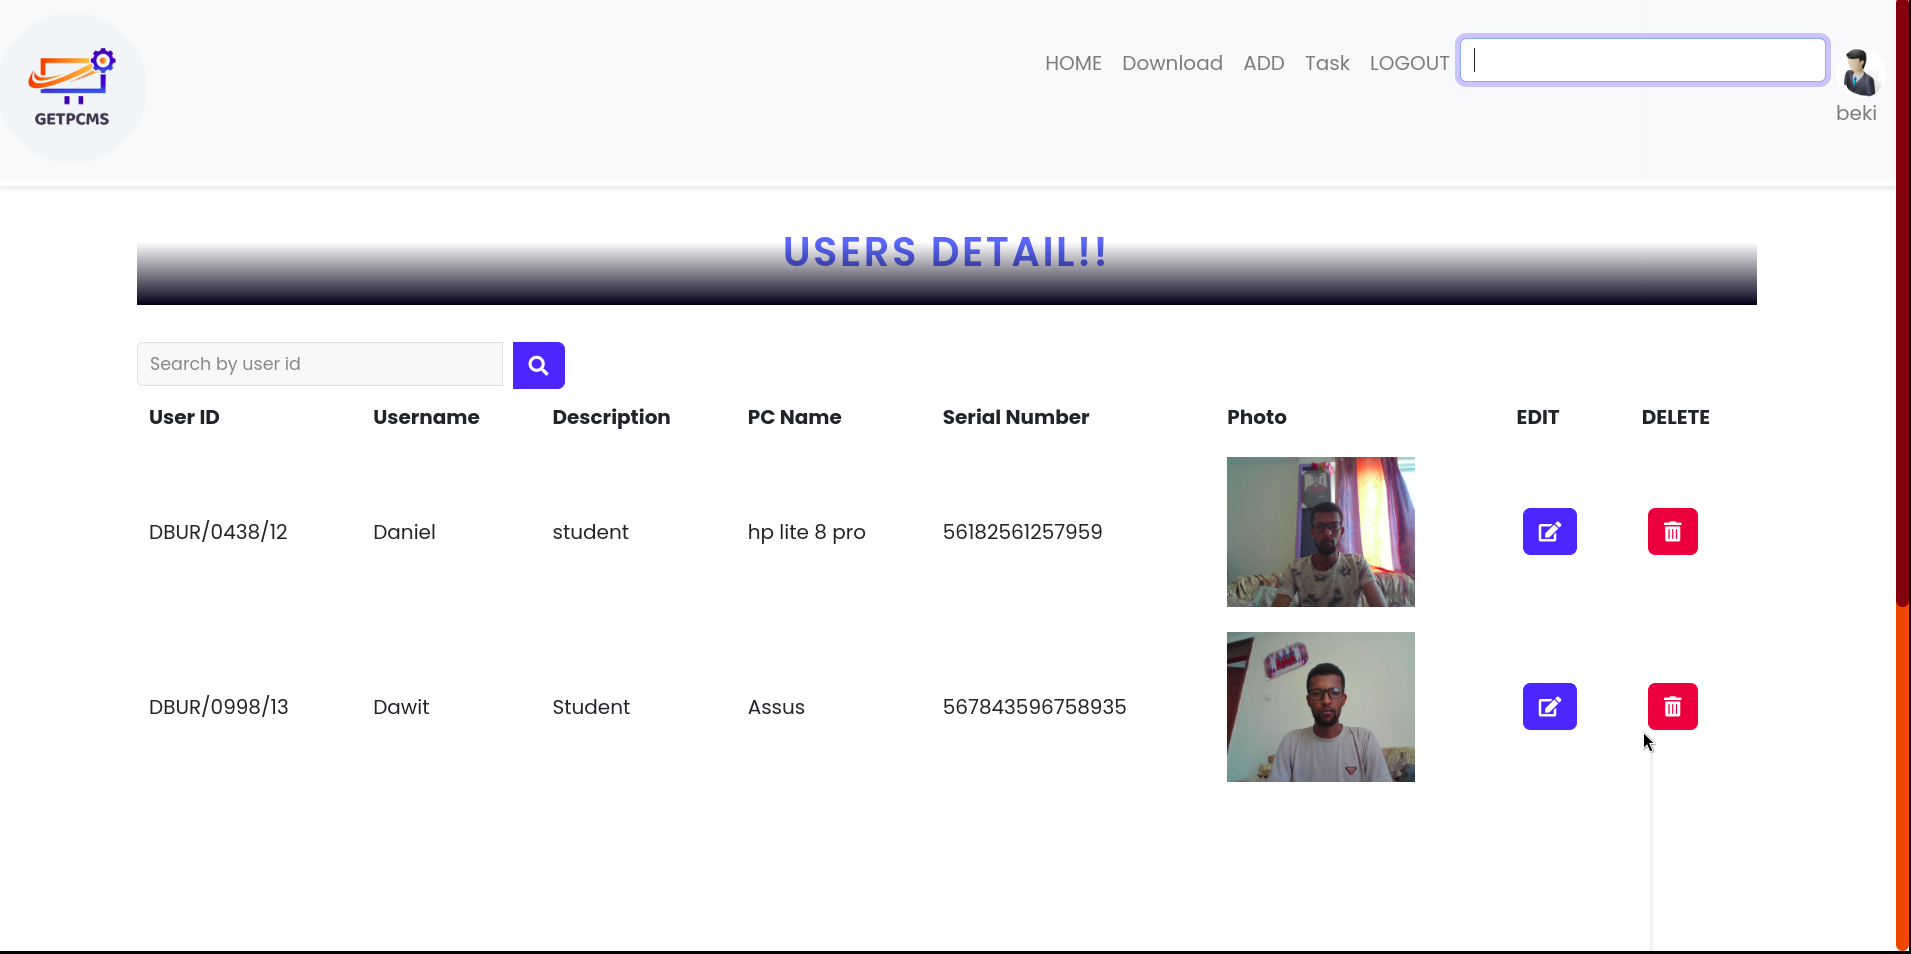 GETPCMS
HOME Download ADD Task LOGOUT
beki
USERS DETAIL!!
Search by user id
User ID Username Description PC Name Serial Number Photo EDIT DELETE
DBUR/0438/12 Daniel student hp lite 8 pro 56182561257959
DBUR/0998/13 Dawit Student Assus 567843596758935